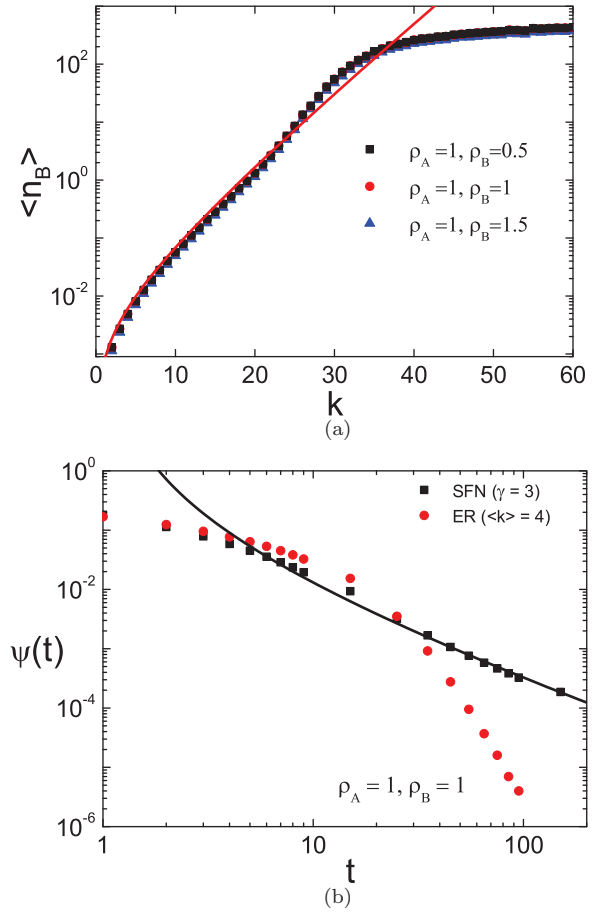 <n_B>
10^2
10^0
10^-2
ρ_A =1, ρ_B=0.5
ρ_A =1, ρ_B=1
ρ_A =1, ρ_B=1.5
0 10 20 30 40 50 60
k
(a)
ψ(t)
10^0
10^-2
10^-4
10^-6
SFN (γ = 3)
ER (<k> = 4)
ρ_A = 1, ρ_B = 1
1 10 100
t
(b)